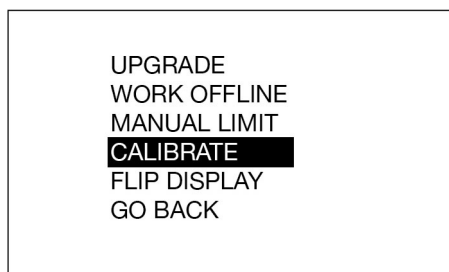 UPGRADE
WORK OFFLINE
MANUAL LIMIT
CALIBRATE
FLIP DISPLAY
GO BACK